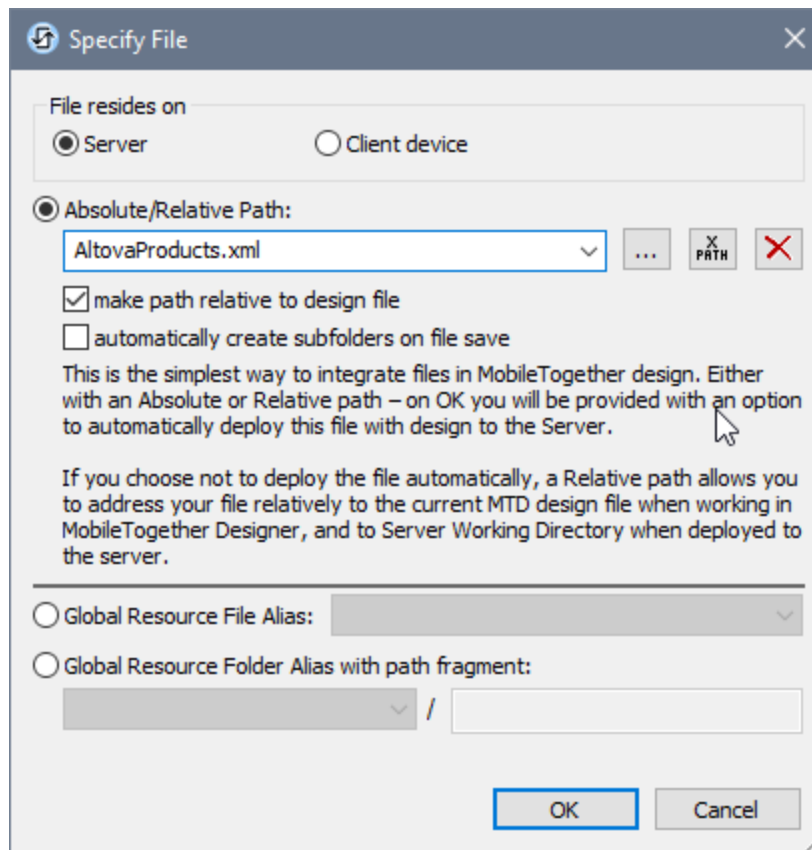 Specify File
File resides on
Server
Client device
Absolute/Relative Path:
AltovaProducts.xml
...
X
PATH
make path relative to design file
automatically create subfolders on file save
This is the simplest way to integrate files in MobileTogether design. Either
with an Absolute or Relative path – on OK you will be provided with an option
to automatically deploy this file with design to the Server.
If you choose not to deploy the file automatically, a Relative path allows you
to address your file relatively to the current MTD design file when working in
MobileTogether Designer, and to Server Working Directory when deployed to
the server.
Global Resource File Alias:
Global Resource Folder Alias with path fragment:
/
OK
Cancel